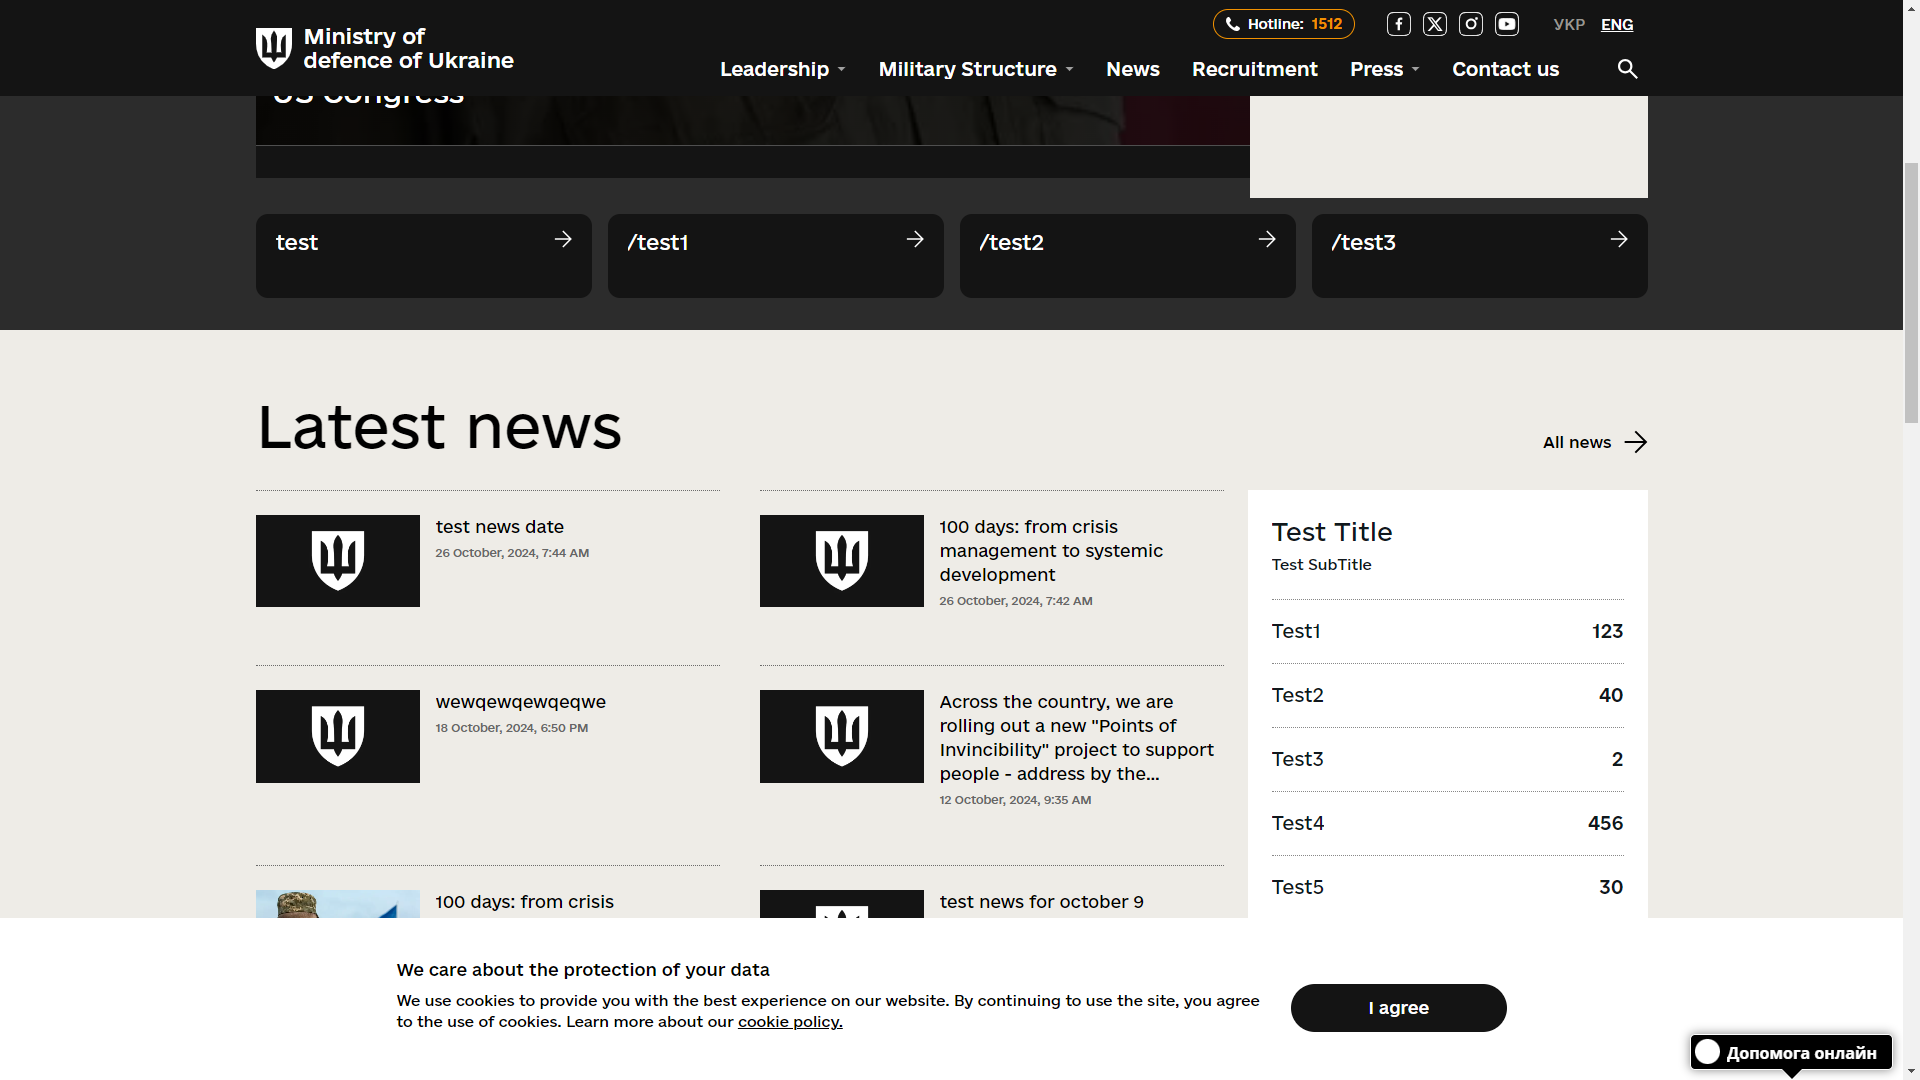 Ministry of
defence of Ukraine
Hotline: 1512
УКР ENG
Leadership Military Structure News Recruitment Press Contact us
US Congress
test
/test1
/test2
/test3
Latest news
All news
test news date
26 October, 2024, 7:44 AM
100 days: from crisis
management to systemic
development
26 October, 2024, 7:42 AM
wewqewqewqeqwe
18 October, 2024, 6:50 PM
Across the country, we are
rolling out a new "Points of
Invincibility" project to support
people - address by the...
12 October, 2024, 9:35 AM
100 days: from crisis
test news for october 9
Test Title
Test SubTitle
Test1 123
Test2 40
Test3 2
Test4 456
Test5 30
We care about the protection of your data
We use cookies to provide you with the best experience on our website. By continuing to use the site, you agree
to the use of cookies. Learn more about our cookie policy.
I agree
Допомога онлайн